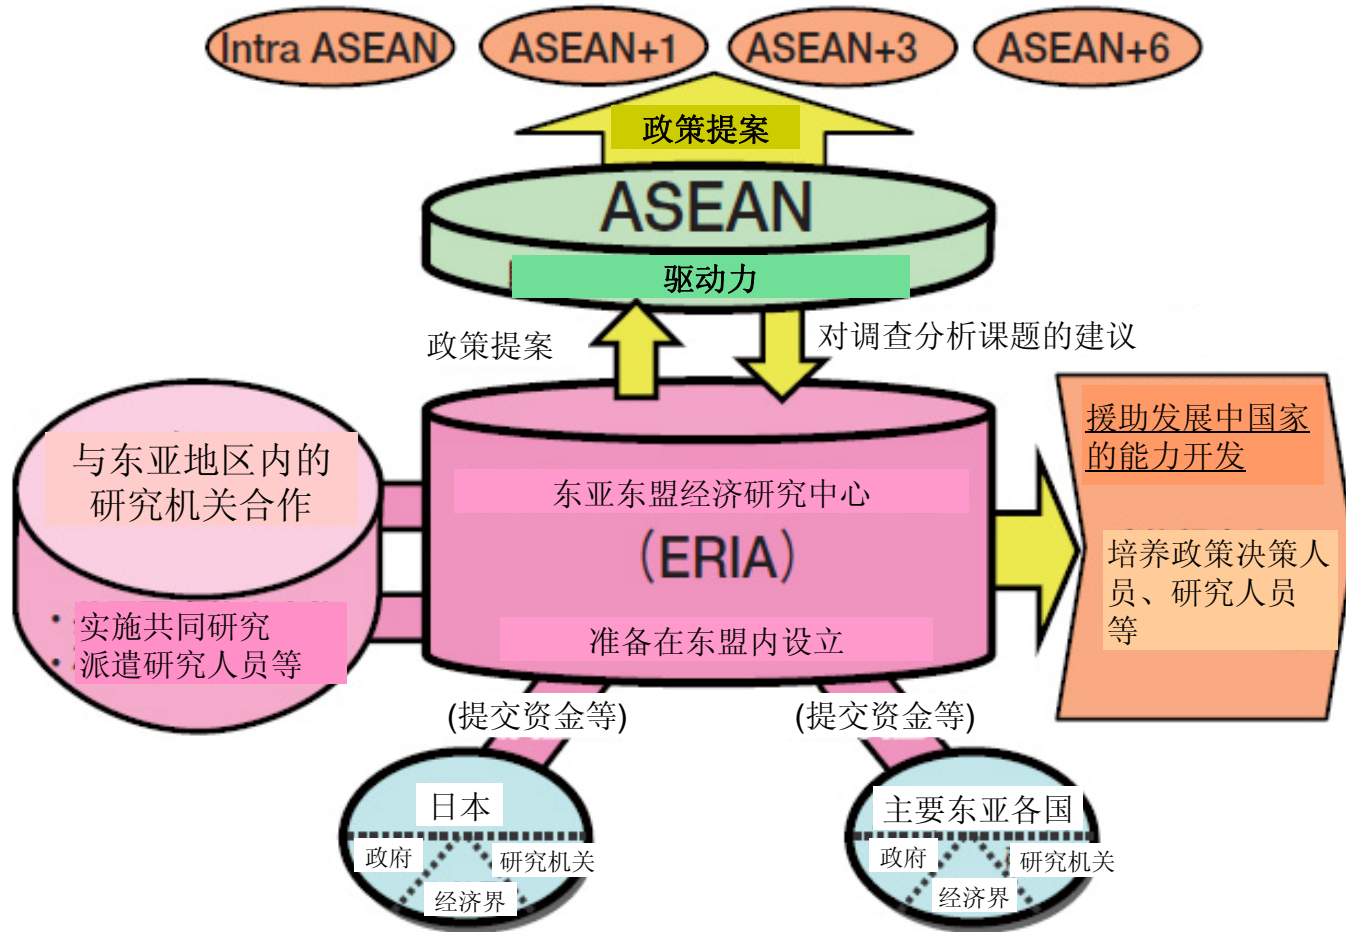 Intra ASEAN
ASEAN+1
ASEAN+3
ASEAN+6
政策提案
ASEAN
驱动力
政策提案
对调查分析课题的建议
与东亚地区内的
研究机关合作
• 实施共同研究
• 派遣研究人员等
东亚东盟经济研究中心
（ERIA）
准备在东盟内设立
援助发展中国家
的能力开发
培养政策决策人
员、研究人员
等
(提交资金等)
(提交资金等)
日本
政府
研究机关
经济界
主要东亚各国
政府
研究机关
经济界